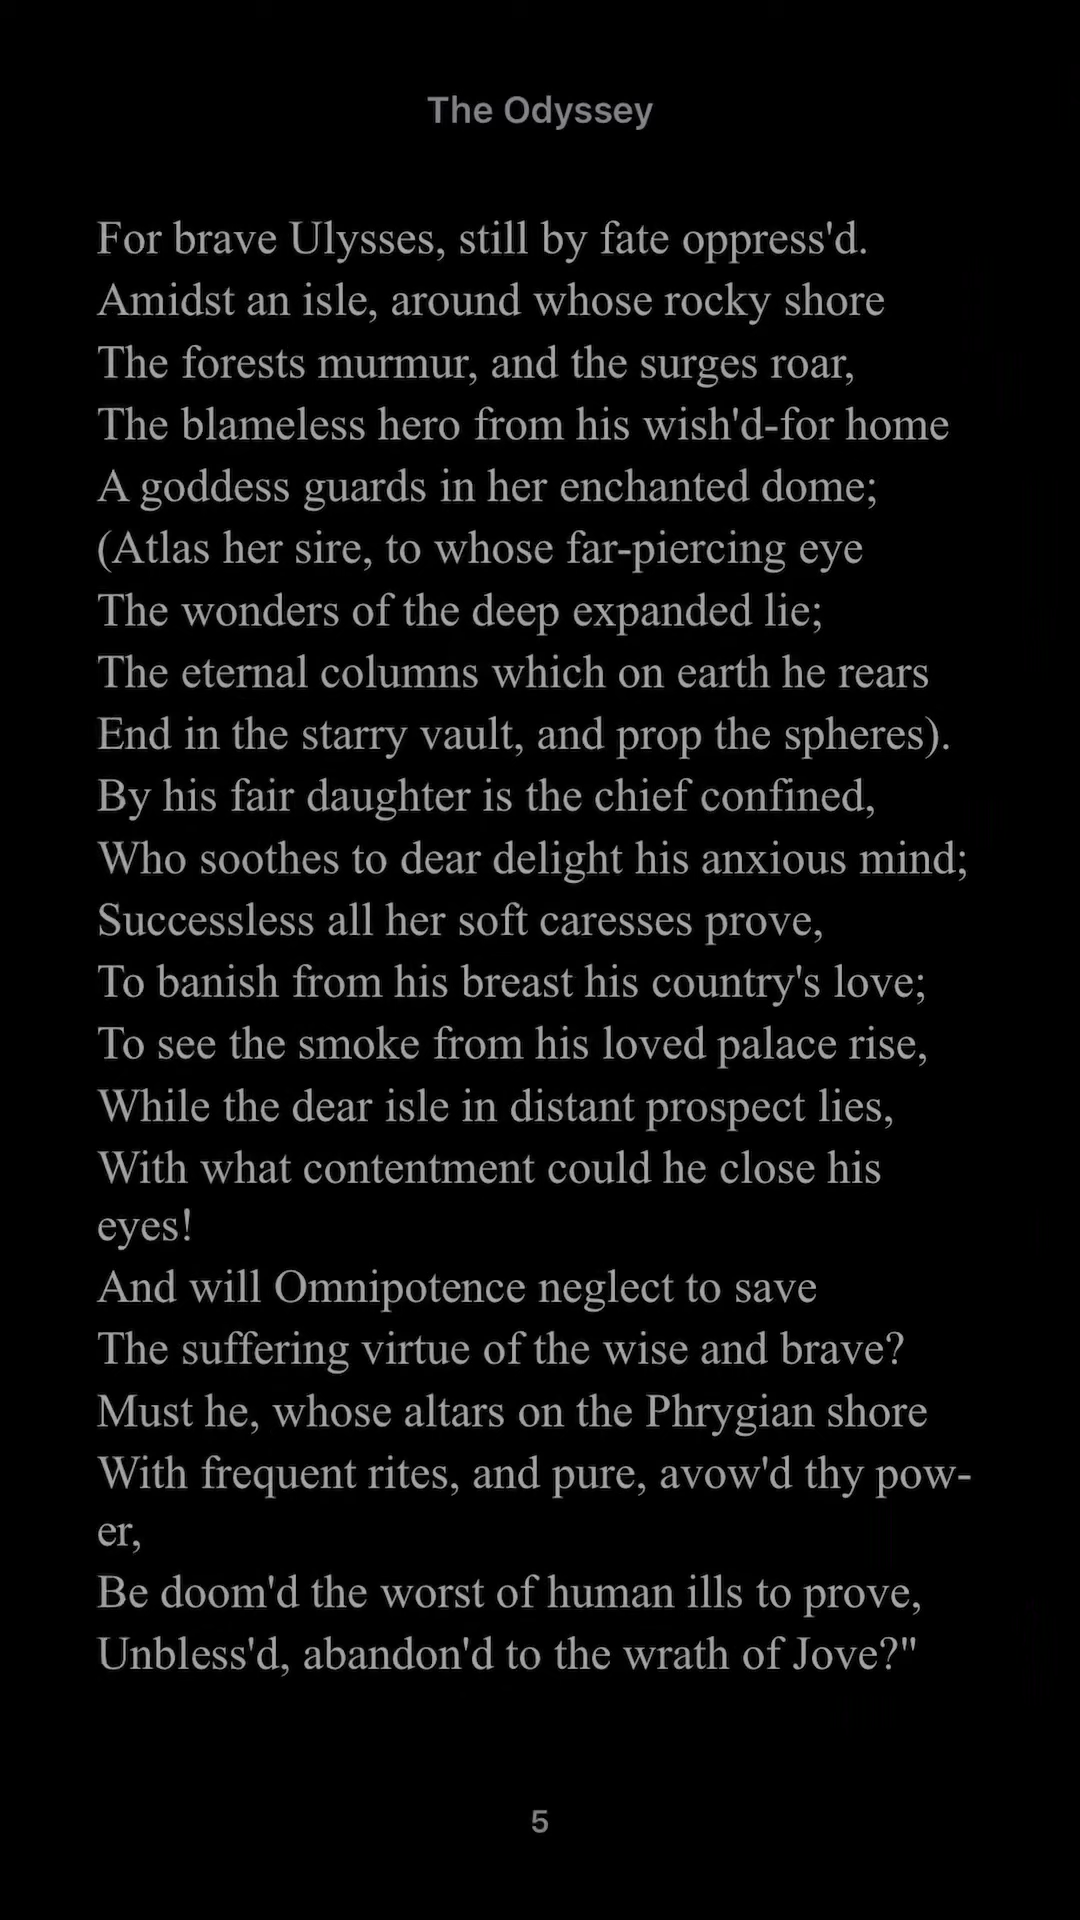 The Odyssey
For brave Ulysses, still by fate oppress'd.
Amidst an isle, around whose rocky shore
The forests murmur, and the surges roar,
The blameless hero from his wish'd-for home
A goddess guards in her enchanted dome;
(Atlas her sire, to whose far-piercing eye
The wonders of the deep expanded lie;
The eternal columns which on earth he rears
End in the starry vault, and prop the spheres).
By his fair daughter is the chief confined,
Who soothes to dear delight his anxious mind;
Successless all her soft caresses prove,
To banish from his breast his country's love;
To see the smoke from his loved palace rise,
While the dear isle in distant prospect lies,
With what contentment could he close his
eyes!
And will Omnipotence neglect to save
The suffering virtue of the wise and brave?
Must he, whose altars on the Phrygian shore
With frequent rites, and pure, avow'd thy pow-
er,
Be doom'd the worst of human ills to prove,
Unbless'd, abandon'd to the wrath of Jove?"
5